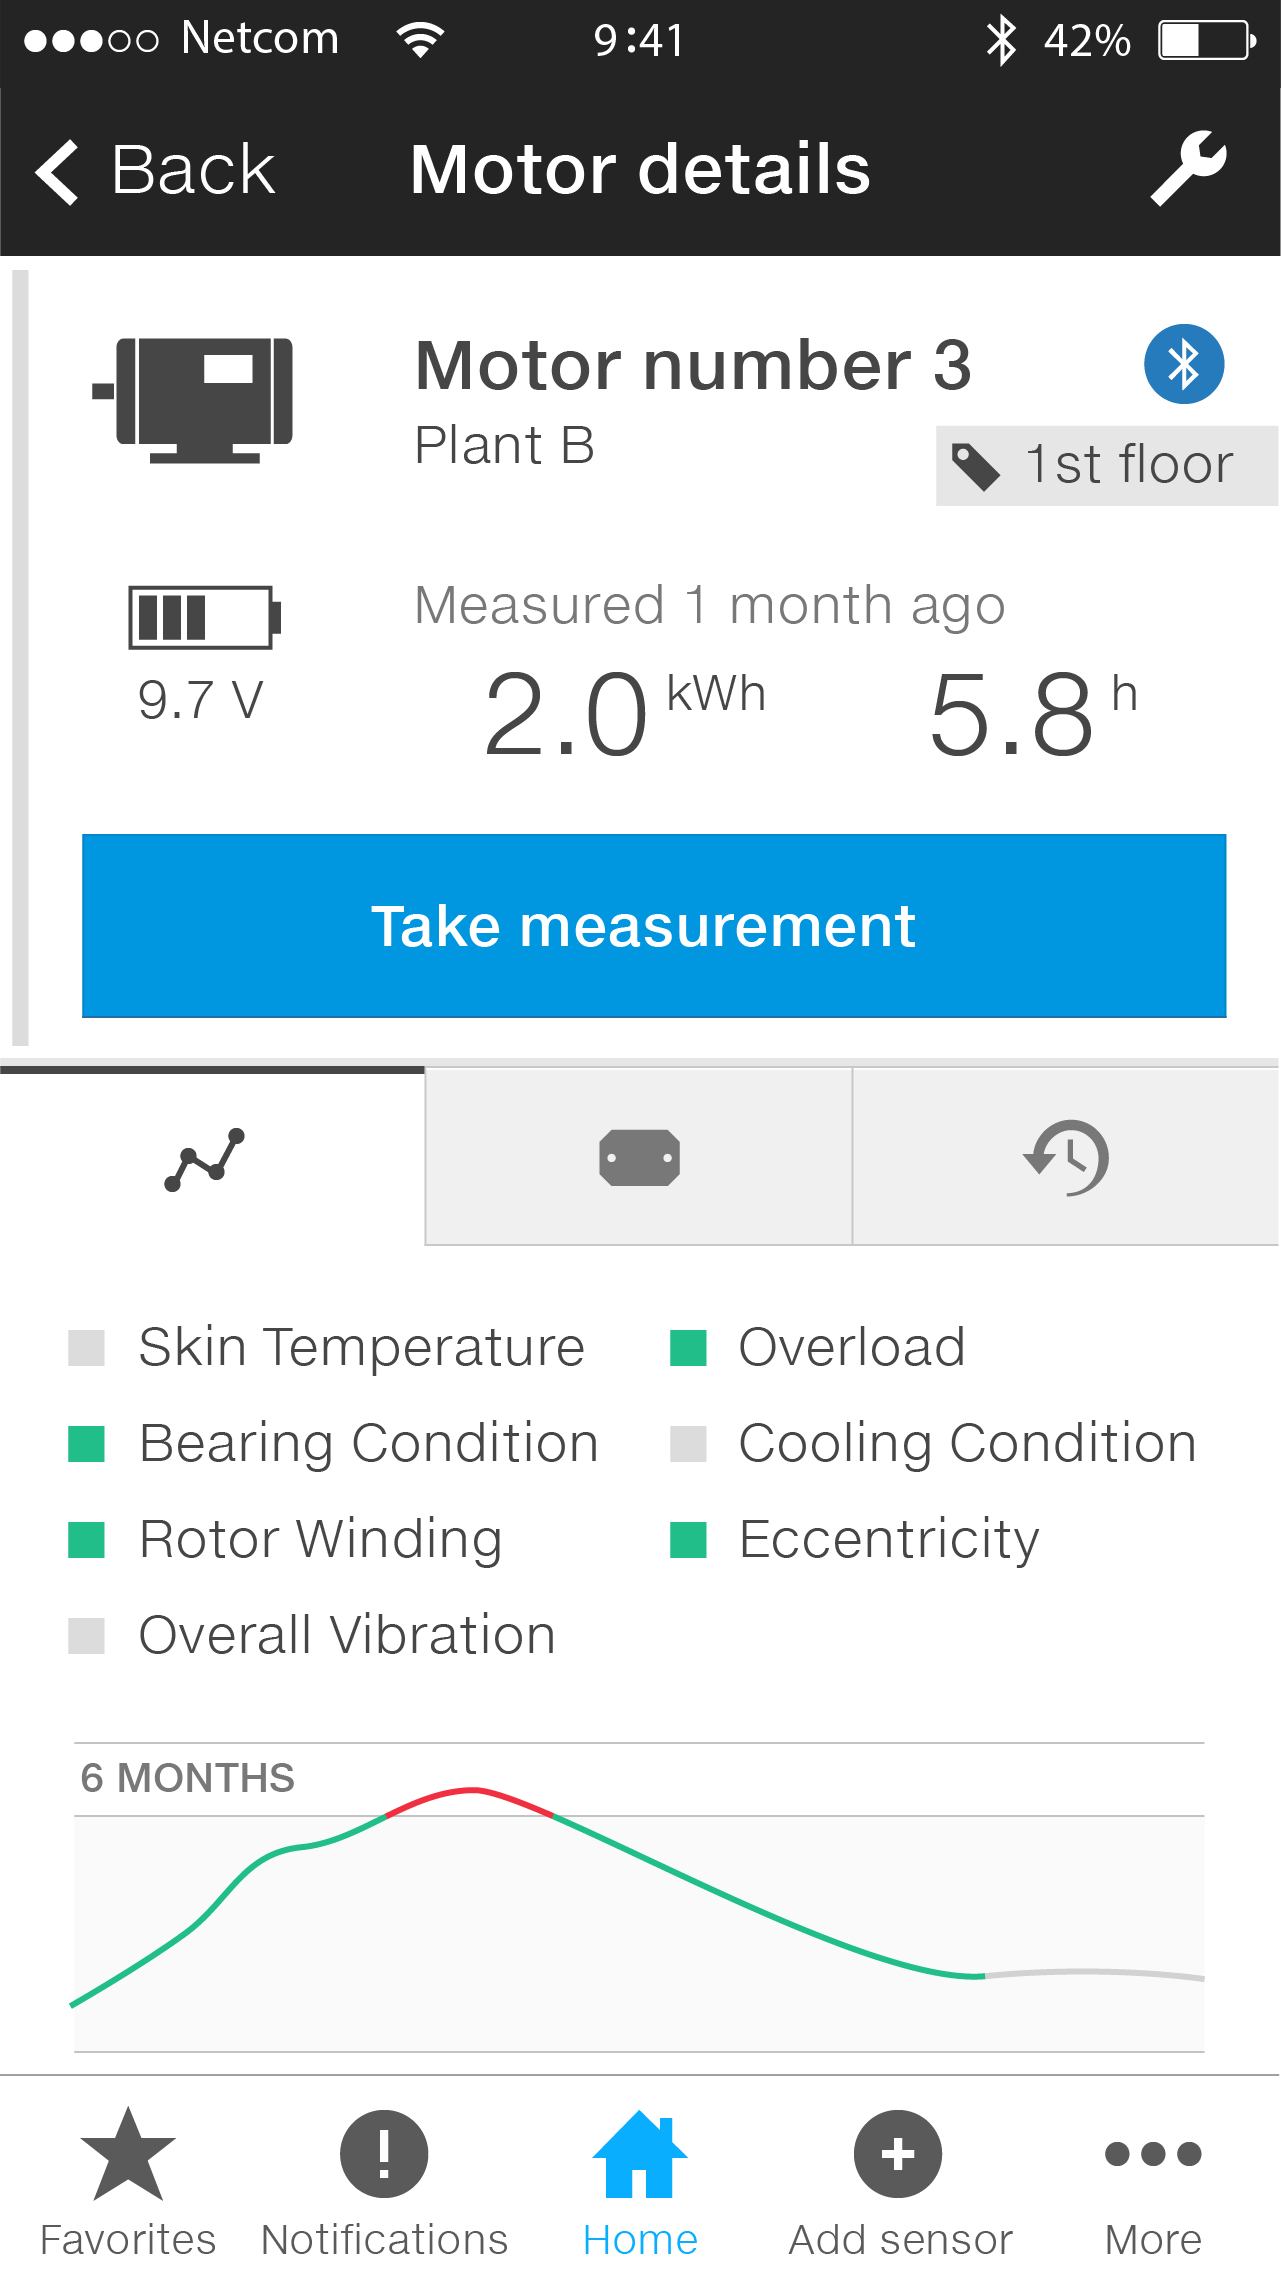 Netcom 9:41 42%
Back Motor details
Motor number 3
Plant B
1st floor
Measured 1 month ago
9.7 V 2.0 kWh 5.8 h
Take measurement
Skin Temperature Overload
Bearing Condition Cooling Condition
Rotor Winding Eccentricity
Overall Vibration
6 MONTHS
Favorites Notifications Home Add sensor More